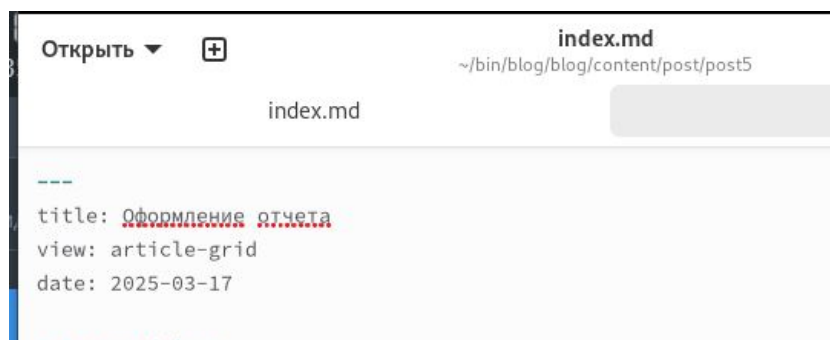 Открыть
index.md
~/bin/blog/blog/content/post/post5
index.md
---
title: Оформление отчета
view: article-grid
date: 2025-03-17